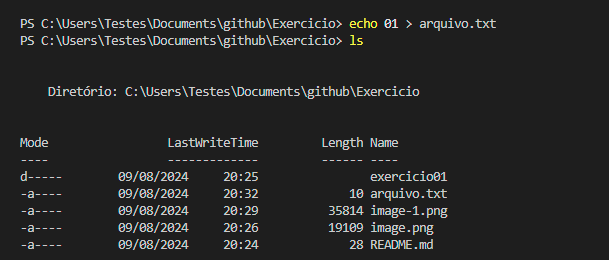 PS C:\Users\Testes\Documents\github\Exercicio> echo 01 > arquivo.txt
PS C:\Users\Testes\Documents\github\Exercicio> ls
Diretório: C:\Users\Testes\Documents\github\Exercicio
Mode LastWriteTime Length Name
---- ------------- ------ ----
d----- 09/08/2024 20:25 exercicio01
-a---- 09/08/2024 20:32 10 arquivo.txt
-a---- 09/08/2024 20:29 35814 image-1.png
-a---- 09/08/2024 20:26 19109 image.png
-a---- 09/08/2024 20:24 28 README.md